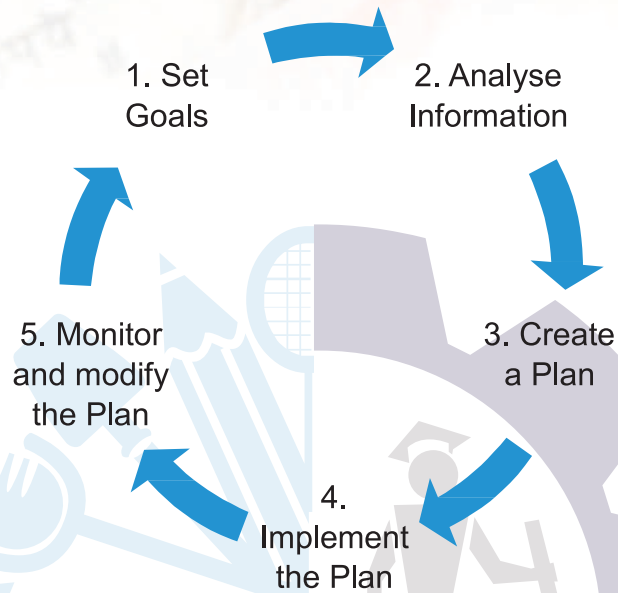 1. Set
Goals
2. Analyse
Information
3. Create
a Plan
4.
Implement
the Plan
5. Monitor
and modify
the Plan